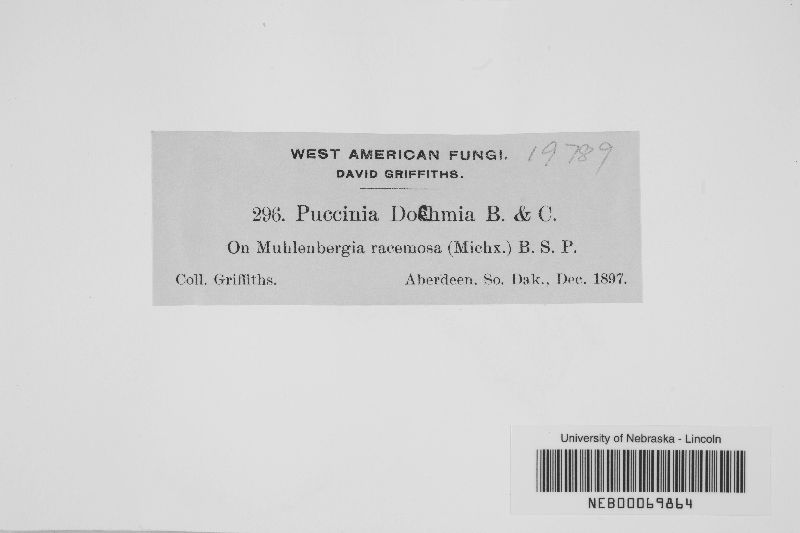 WEST AMERICAN FUNGI. 19789
DAVID GRIFFITHS.
296. Puccinia Dochmia B. & C.
On Muhlenbergia racemosa (Michx.) B. S. P.
Coll. Griffiths. Aberdeen, So. Dak., Dec. 1897.
University of Nebraska - Lincoln
NEB00069864